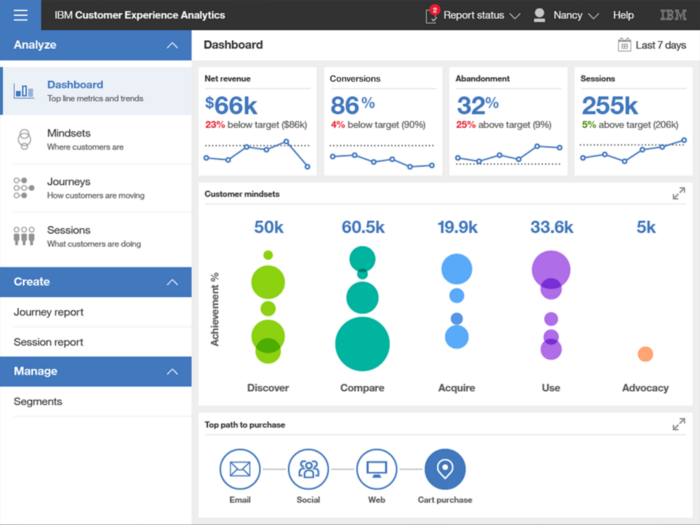 IBM Customer Experience Analytics
2
Report status
Nancy
Help
IBM
Analyze
Dashboard
Top line metrics and trends
Mindsets
Where customers are
Journeys
How customers are moving
Sessions
What customers are doing
Create
Journey report
Session report
Manage
Segments
Dashboard
Last 7 days
Net revenue
$66k
23% below target ($86k)
Conversions
86%
4% below target (90%)
Abandonment
32%
25% above target (9%)
Sessions
255k
5% above target (206k)
Customer mindsets
50k
60.5k
19.9k
33.6k
5k
Achievement %
Discover
Compare
Acquire
Use
Advocacy
Top path to purchase
Email
Social
Web
Cart purchase